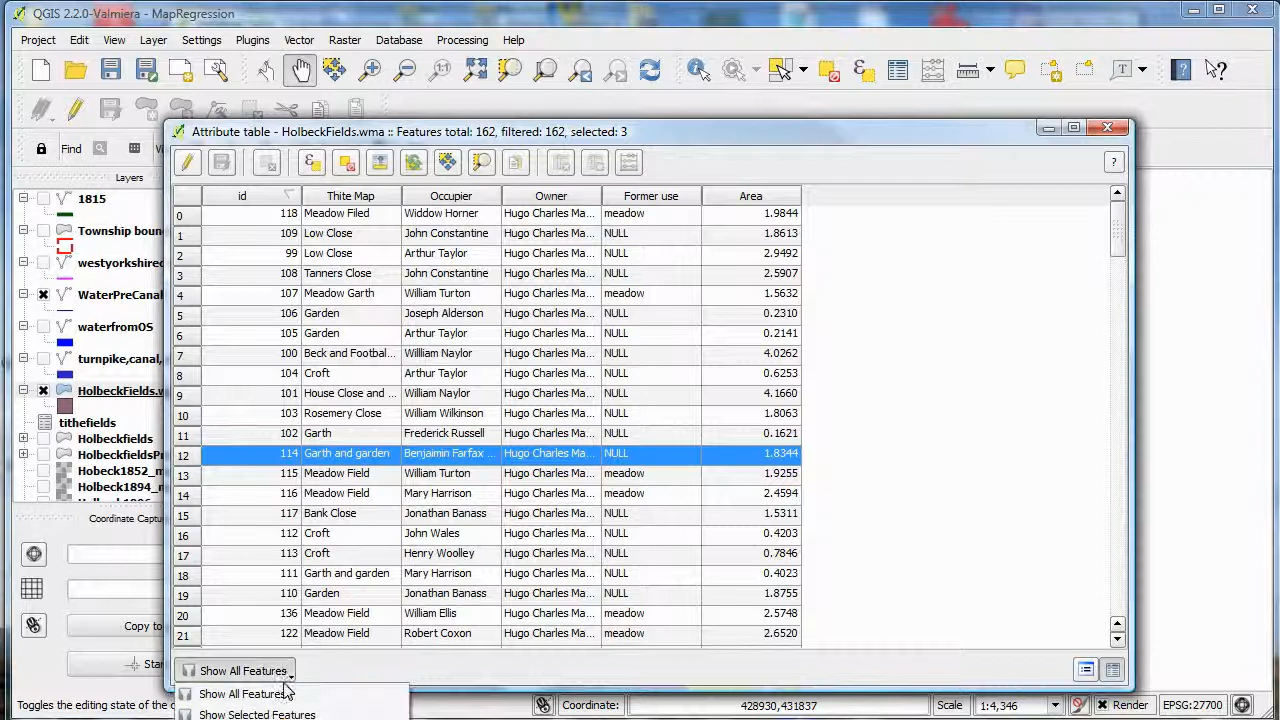 QGIS 2.2.0-Valmiera - MapRegression
Project Edit View Layer Settings Plugins Vector Raster Database Processing Help
Attribute table - HolbeckFields.wma :: Features total: 162, filtered: 162, selected: 3
Find
?
Layers
1815
Township boun
westyorkshired
WaterPreCanal
waterfromOS
turnpike,canal,
HolbeckFields.w
tithefields
Holbeckfields
HolbeckfieldsP
Hobeck1852_m
Holbeck1894_m
Coordinate Captur
Copy to
Star
id Thite Map Occupier Owner Former use Area
0 118 Meadow Filed Widdow Horner Hugo Charles Ma... meadow 1.9844
1 109 Low Close John Constantine Hugo Charles Ma... NULL 1.8613
2 99 Low Close Arthur Taylor Hugo Charles Ma... NULL 2.9492
3 108 Tanners Close John Constantine Hugo Charles Ma... NULL 2.5907
4 107 Meadow Garth William Turton Hugo Charles Ma... meadow 1.5632
5 106 Garden Joseph Alderson Hugo Charles Ma... NULL 0.2310
6 105 Garden Arthur Taylor Hugo Charles Ma... NULL 0.2141
7 100 Beck and Footbal... Willliam Naylor Hugo Charles Ma... NULL 4.0262
8 104 Croft Arthur Taylor Hugo Charles Ma... NULL 0.6253
9 101 House Close and ... William Naylor Hugo Charles Ma... NULL 4.1660
10 103 Rosemery Close William Wilkinson Hugo Charles Ma... NULL 1.8063
11 102 Garth Frederick Russell Hugo Charles Ma... NULL 0.1621
12 114 Garth and garden Benjaimin Farfax ... Hugo Charles Ma... NULL 1.8344
13 115 Meadow Field William Turton Hugo Charles Ma... meadow 1.9255
14 116 Meadow Field Mary Harrison Hugo Charles Ma... meadow 2.4594
15 117 Bank Close Jonathan Banass Hugo Charles Ma... NULL 1.5311
16 112 Croft John Wales Hugo Charles Ma... NULL 0.4203
17 113 Croft Henry Woolley Hugo Charles Ma... NULL 0.7846
18 111 Garth and garden Mary Harrison Hugo Charles Ma... NULL 0.4023
19 110 Garden Jonathan Banass Hugo Charles Ma... NULL 1.8755
20 136 Meadow Field William Ellis Hugo Charles Ma... meadow 2.5748
21 122 Meadow Field Robert Coxon Hugo Charles Ma... meadow 2.6520
Show All Features
Show All Features
Show Selected Features
Toggles the editing state of the c
Coordinate: 428930,431837 Scale 1:4,346 Render EPSG:27700